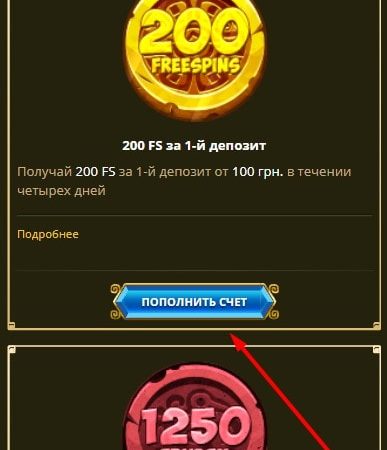 200
FREESPINS
200 FS за 1-й депозит
Получай 200 FS за 1-й депозит от 100 грн. в течении
четырех дней
Подробнее
ПОПОЛНИТЬ СЧЕТ
1250